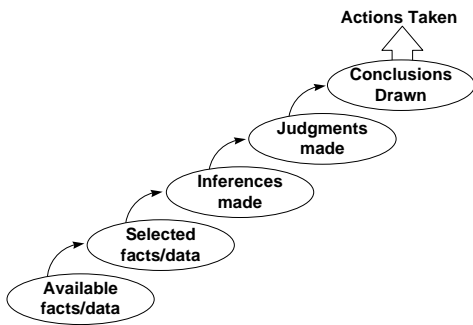 Actions Taken
Conclusions
Drawn
Judgments
made
Inferences
made
Selected
facts/data
Available
facts/data